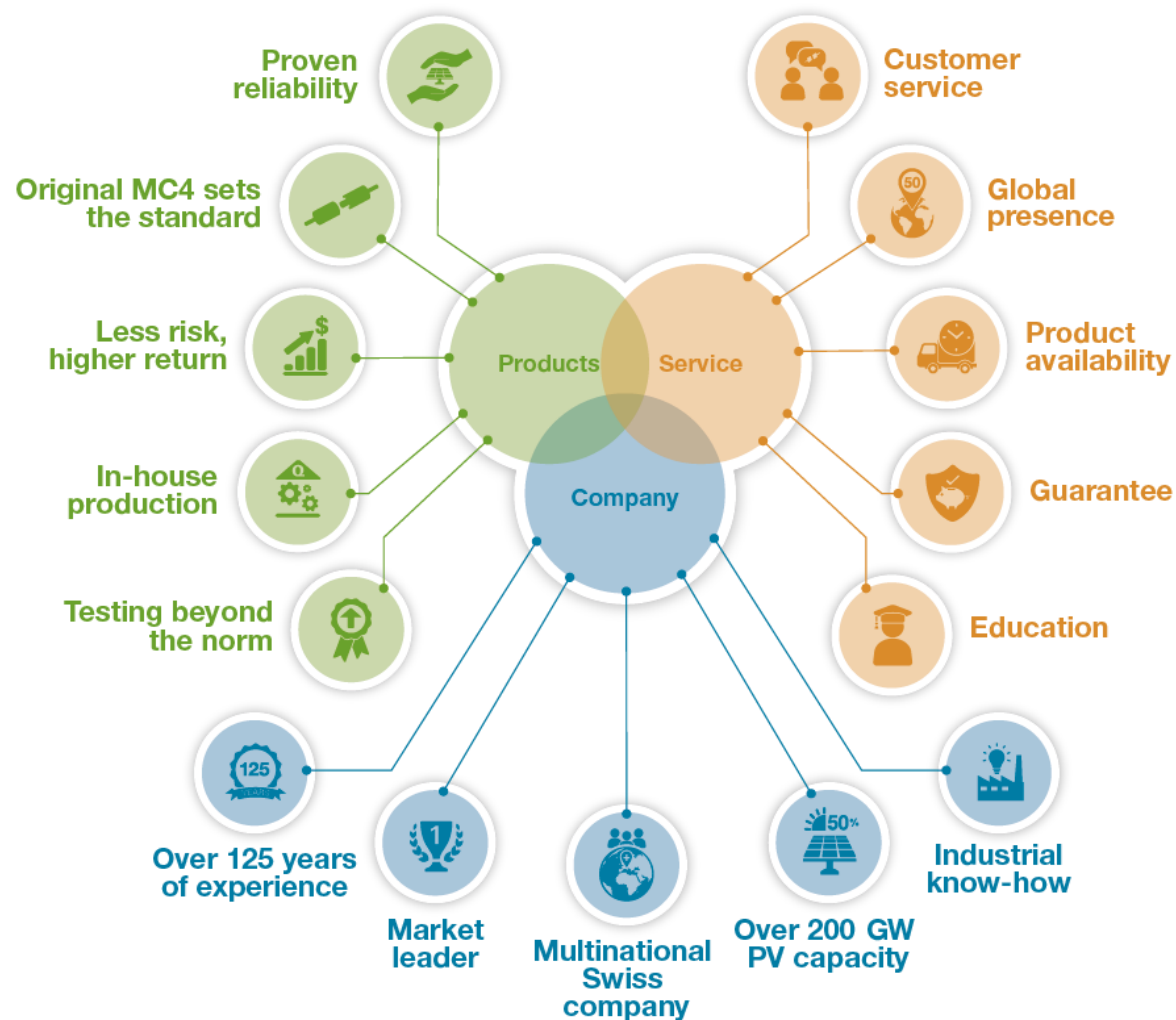 Proven
reliability
Customer
service
Original MC4 sets
the standard
50
Global
presence
Less risk,
higher return
$
Products
Service
Product
availability
In-house
production
Q
Company
Guarantee
Testing beyond
the norm
Education
125
YEARS
Over 125 years
of experience
1
Market
leader
Multinational
Swiss
company
50%
Over 200 GW
PV capacity
Industrial
know-how